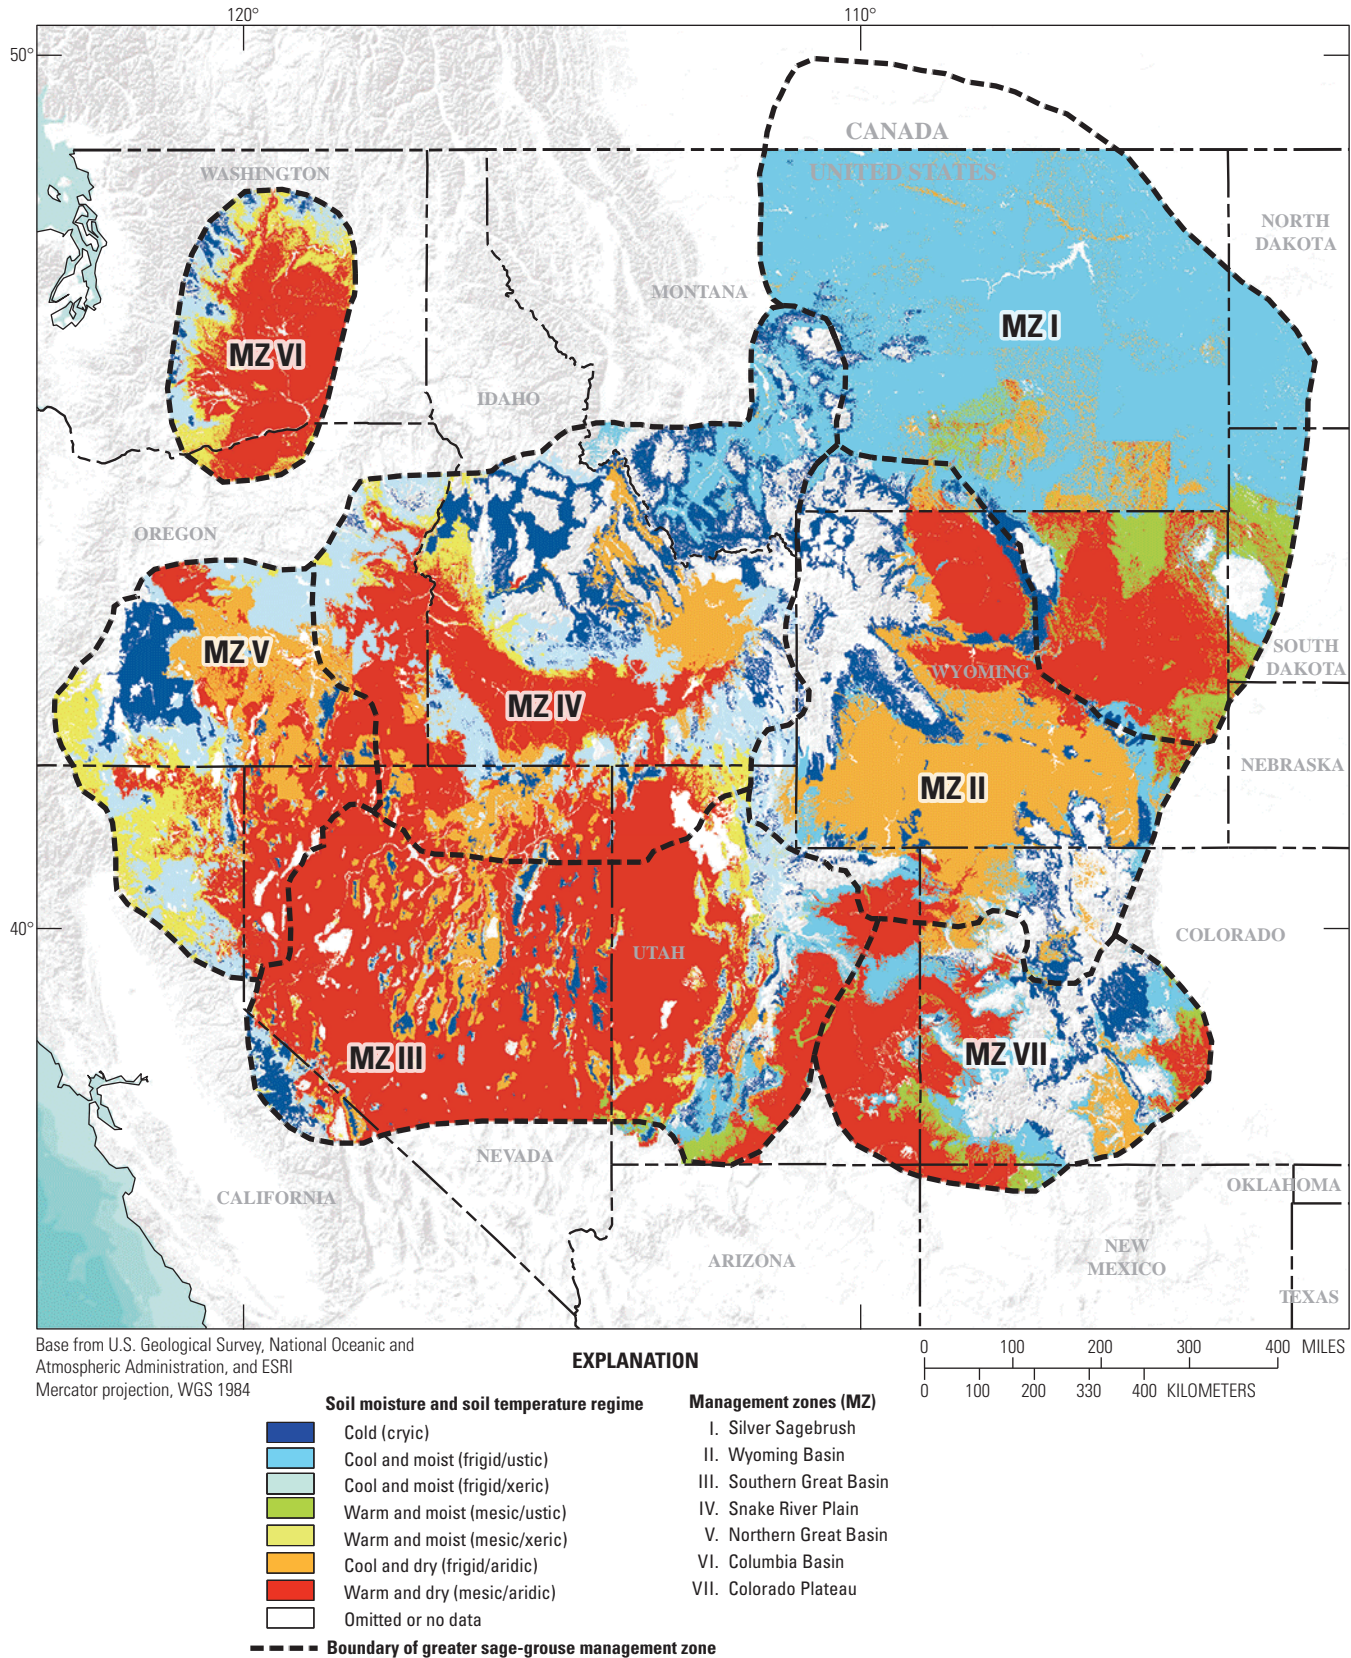 120°
110°
50°
CANADA
WASHINGTON
UNITED STATES
NORTH
DAKOTA
MONTANA
MZ I
MZ VI
IDAHO
OREGON
MZ V
SOUTH
DAKOTA
WYOMING
MZ IV
NEBRASKA
MZ II
40°
COLORADO
UTAH
MZ III
MZ VII
NEVADA
OKLAHOMA
CALIFORNIA
NEW
MEXICO
ARIZONA
TEXAS
Base from U.S. Geological Survey, National Oceanic and
Atmospheric Administration, and ESRI
Mercator projection, WGS 1984
0 100 200 300 400 MILES
0 100 200 330 400 KILOMETERS
EXPLANATION
Soil moisture and soil temperature regime
Cold (cryic)
Cool and moist (frigid/ustic)
Cool and moist (frigid/xeric)
Warm and moist (mesic/ustic)
Warm and moist (mesic/xeric)
Cool and dry (frigid/aridic)
Warm and dry (mesic/aridic)
Omitted or no data
Boundary of greater sage-grouse management zone
Management zones (MZ)
I. Silver Sagebrush
II. Wyoming Basin
III. Southern Great Basin
IV. Snake River Plain
V. Northern Great Basin
VI. Columbia Basin
VII. Colorado Plateau